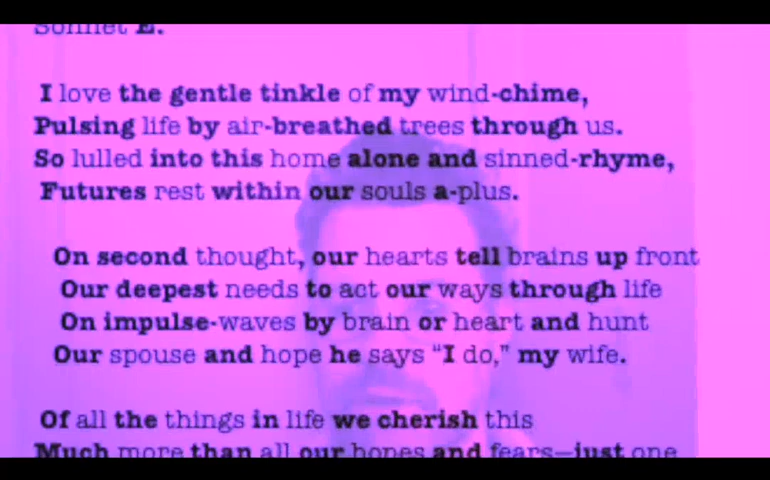 Sonnet E.
I love the gentle tinkle of my wind-chime,
Pulsing life by air-breathed trees through us.
So lulled into this home alone and sinned-rhyme,
Futures rest within our souls a-plus.
On second thought, our hearts tell brains up front
Our deepest needs to act our ways through life
On impulse-waves by brain or heart and hunt
Our spouse and hope he says “I do,” my wife.
Of all the things in life we cherish this
Much more than all our hopes and fears—just one